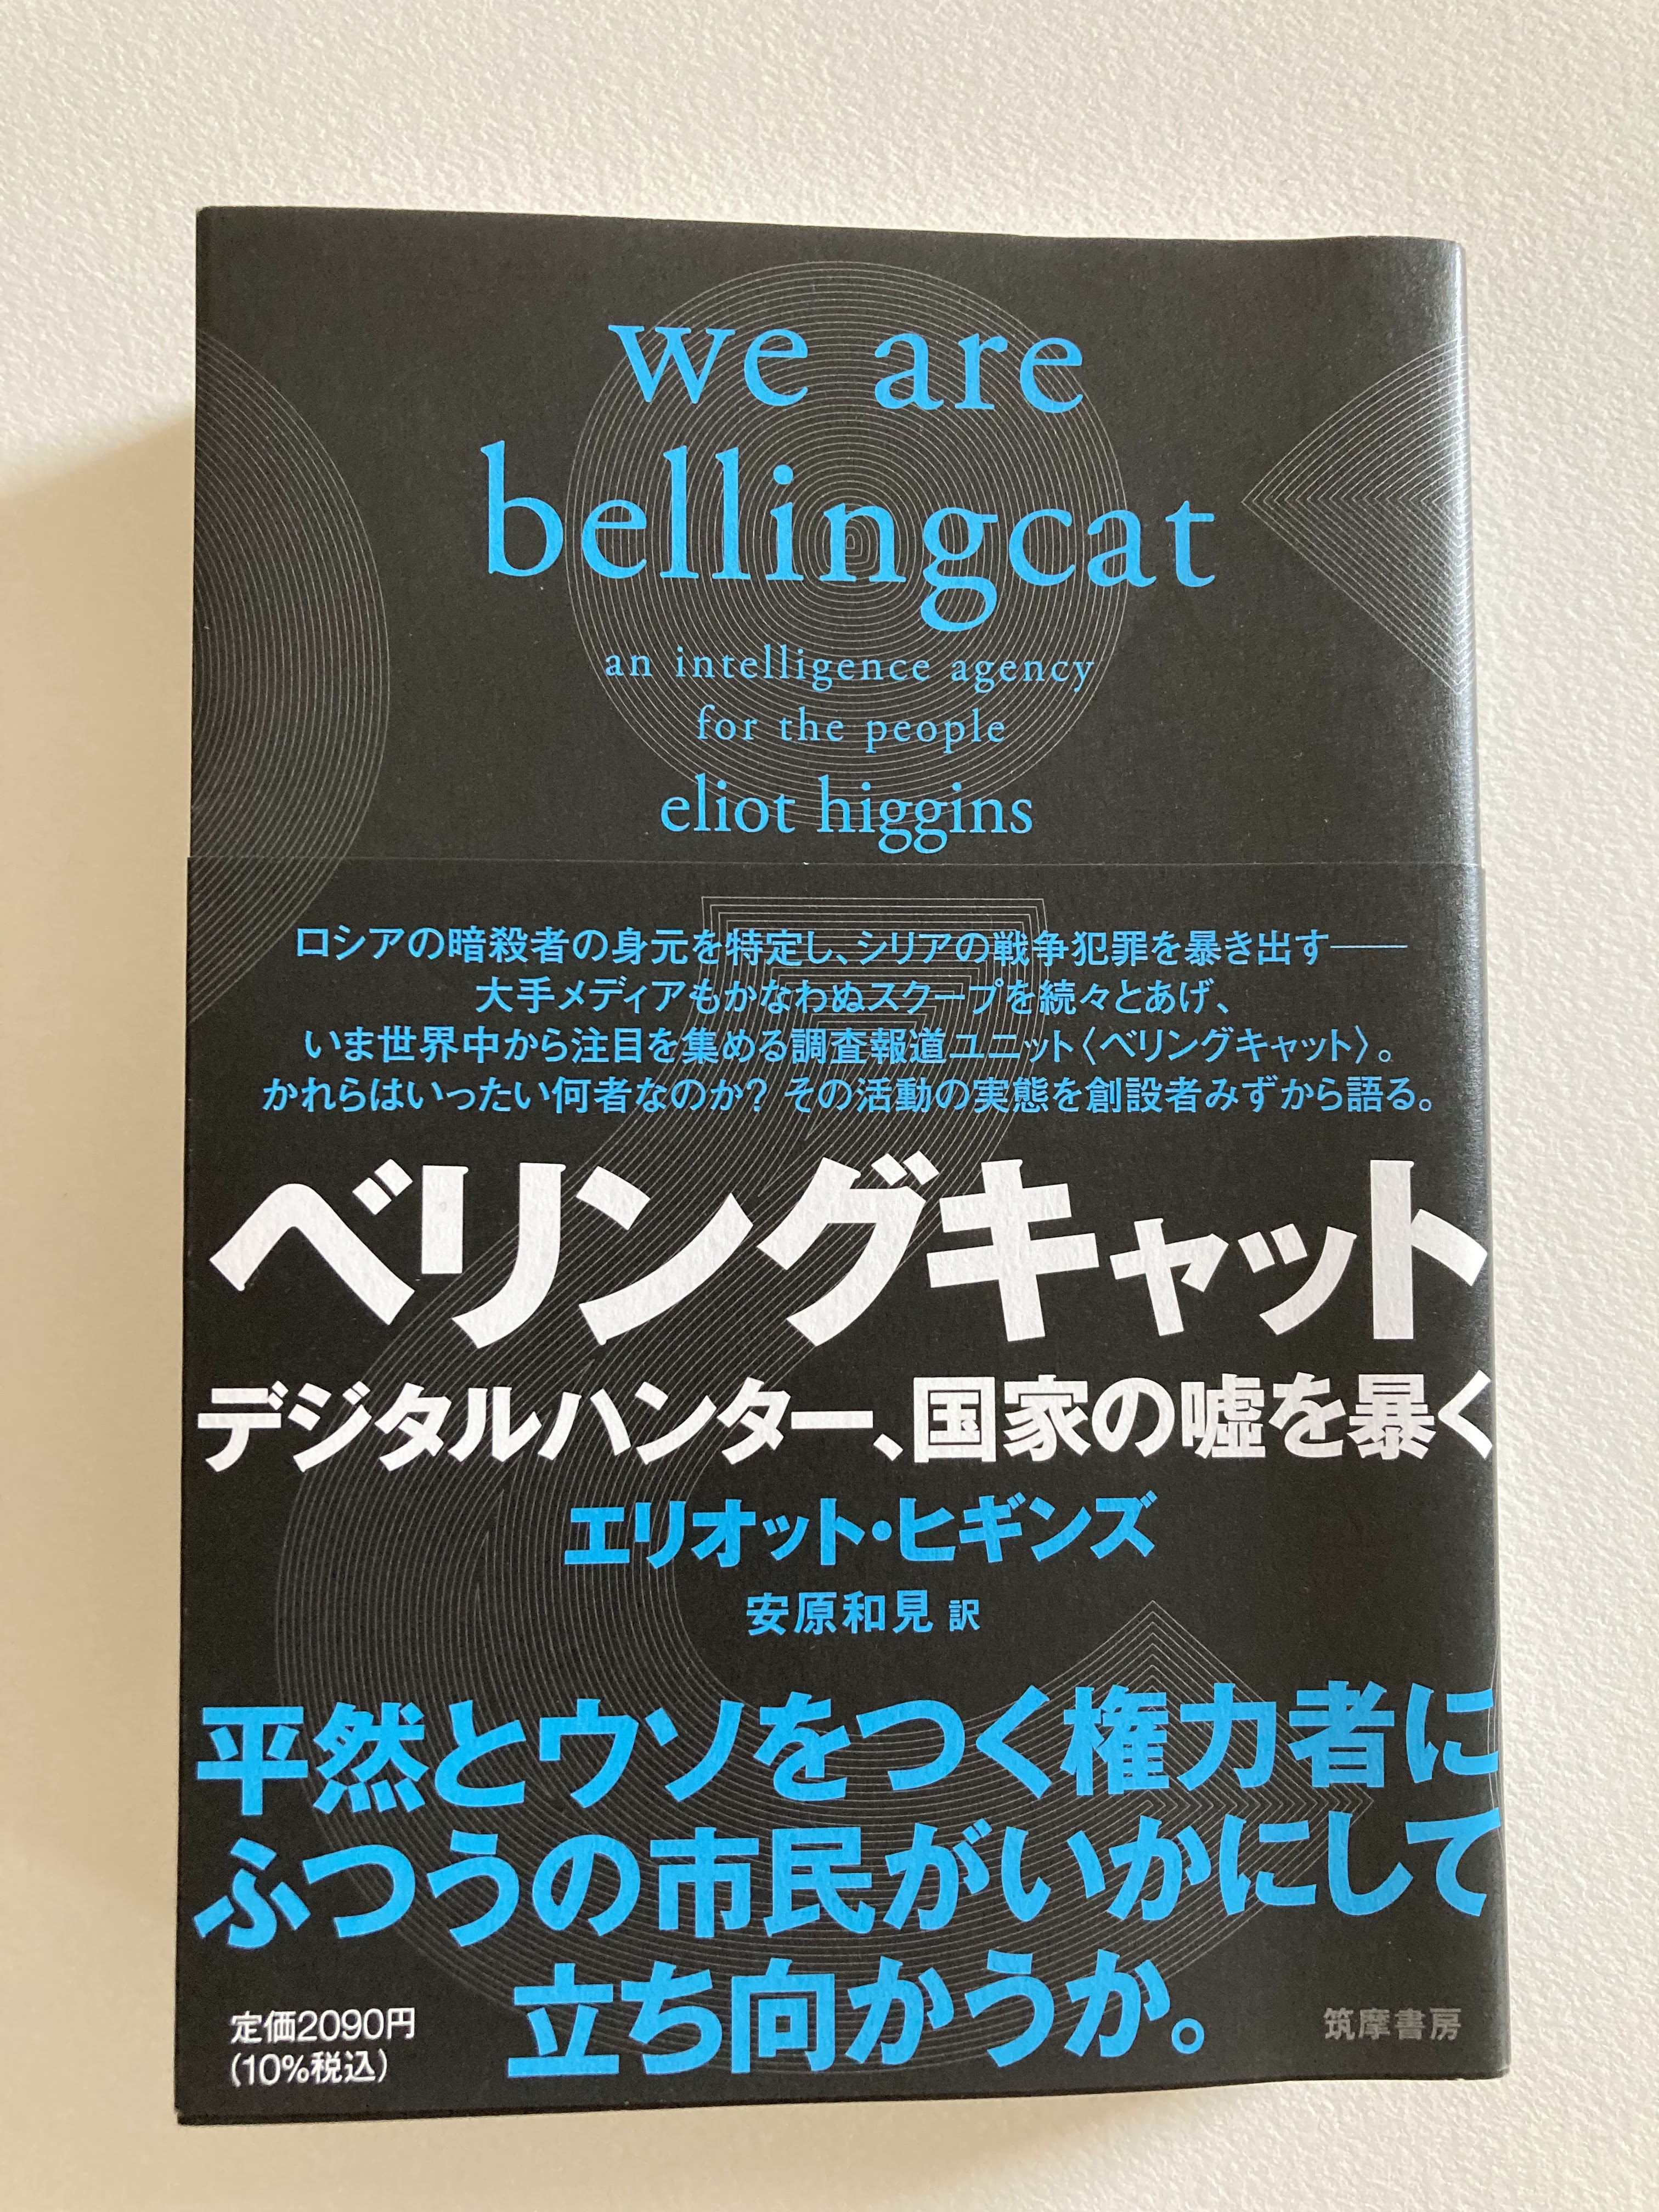 we are
bellingcat
an intelligence agency
for the people
eliot higgins
ロシアの暗殺者の身元を特定し、シリアの戦争犯罪を暴き出す——
大手メディアもかなわぬスクープを続々とあげ、
いま世界中から注目を集める調査報道ユニット〈ベリングキャット〉。
かれらはいったい何者なのか? その活動の実態を創設者みずから語る。
ベリングキャット
デジタルハンター、国家の嘘を暴く
エリオット・ヒギンズ
安原和見 訳
平然とウソをつく権力者に
ふつうの市民がいかにして
立ち向かうか。
定価2090円
(10%税込)
筑摩書房